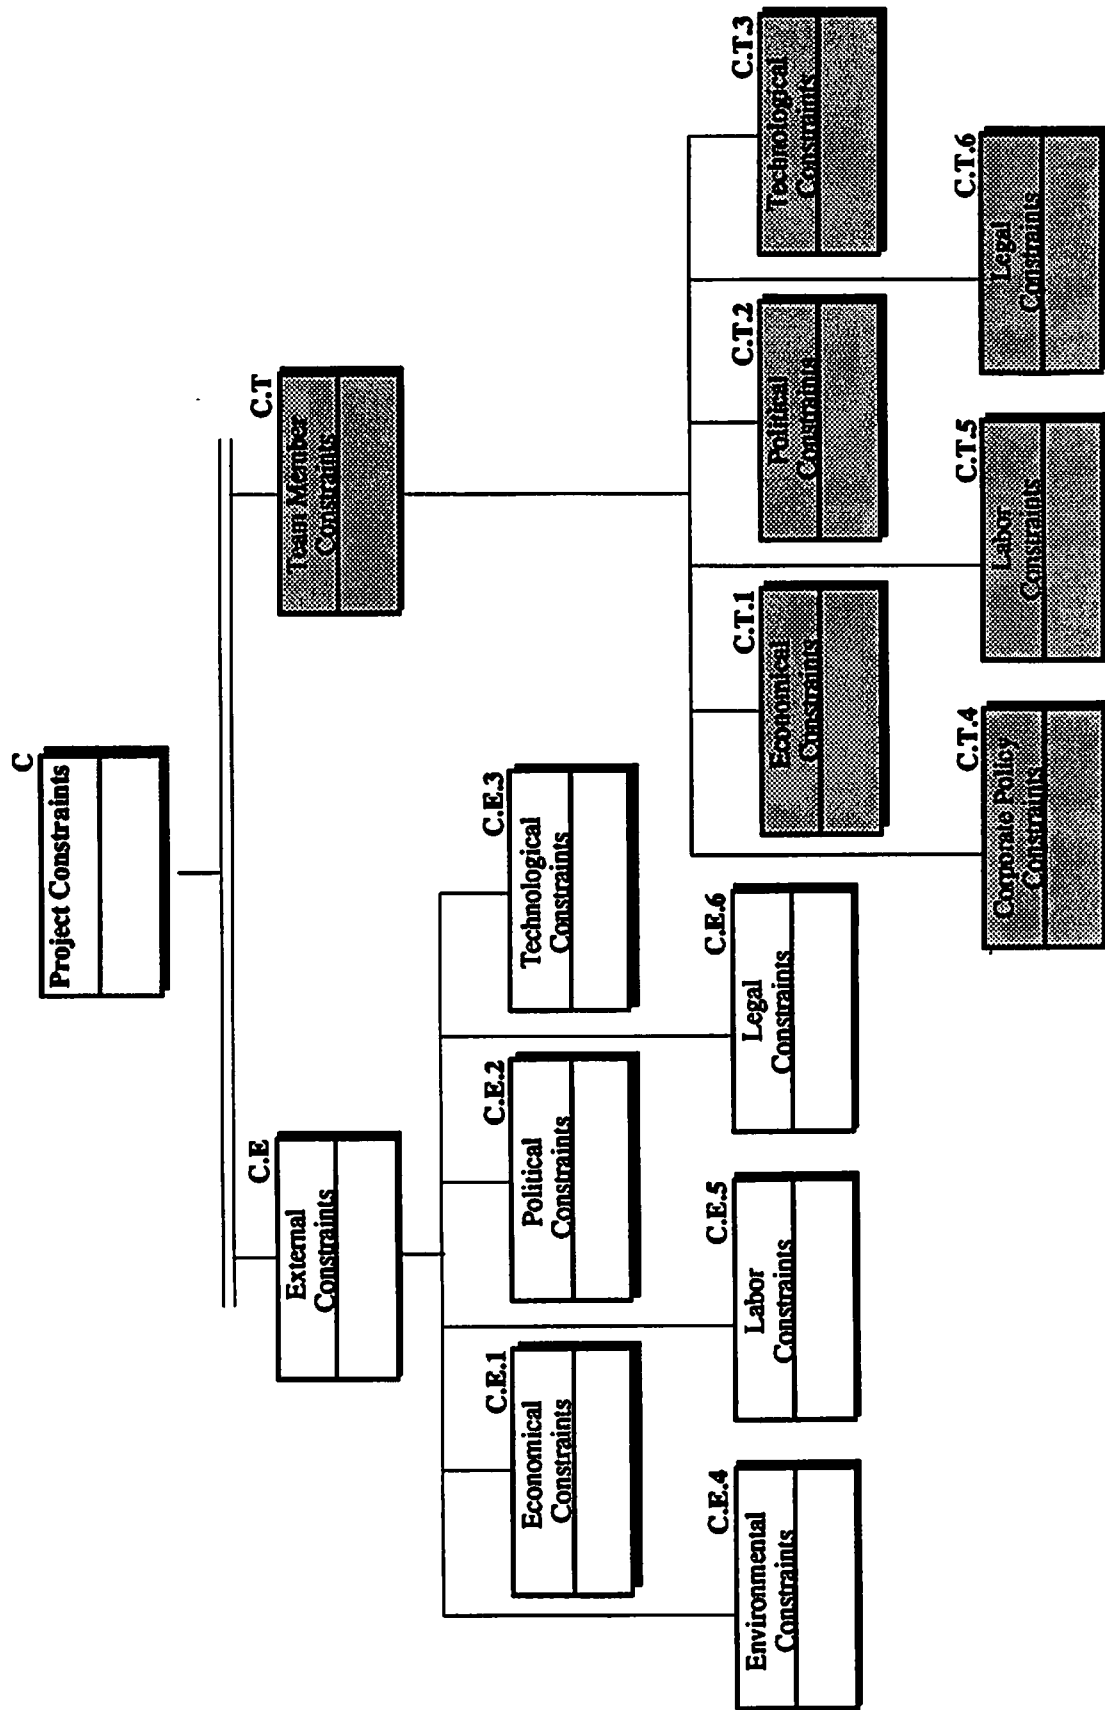 C
Project Constraints
C.E
External
Constraints
C.T
Team Member
Constraints
C.E.1
Economical
Constraints
C.E.2
Political
Constraints
C.E.3
Technological
Constraints
C.E.4
Environmental
Constraints
C.E.5
Labor
Constraints
C.E.6
Legal
Constraints
C.T.1
Economical
Constraints
C.T.2
Political
Constraints
C.T.3
Technological
Constraints
C.T.4
Corporate Policy
Constraints
C.T.5
Labor
Constraints
C.T.6
Legal
Constraints